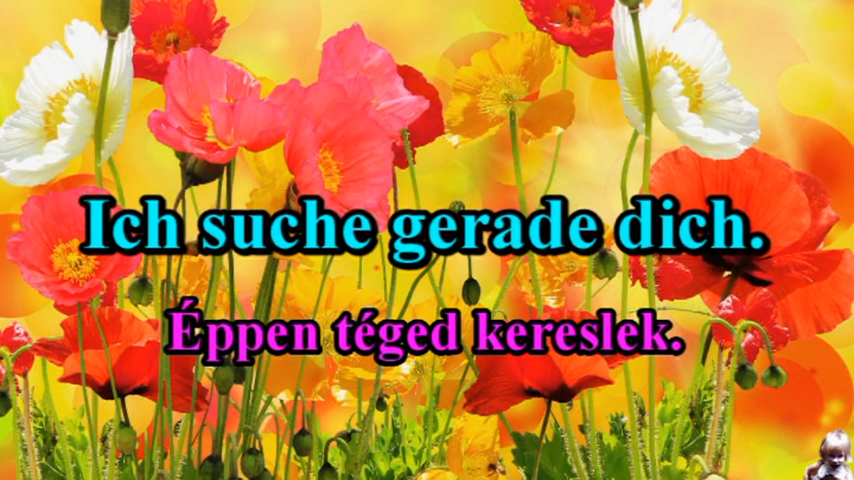 Ich suche gerade dich.
Éppen téged kereslek.